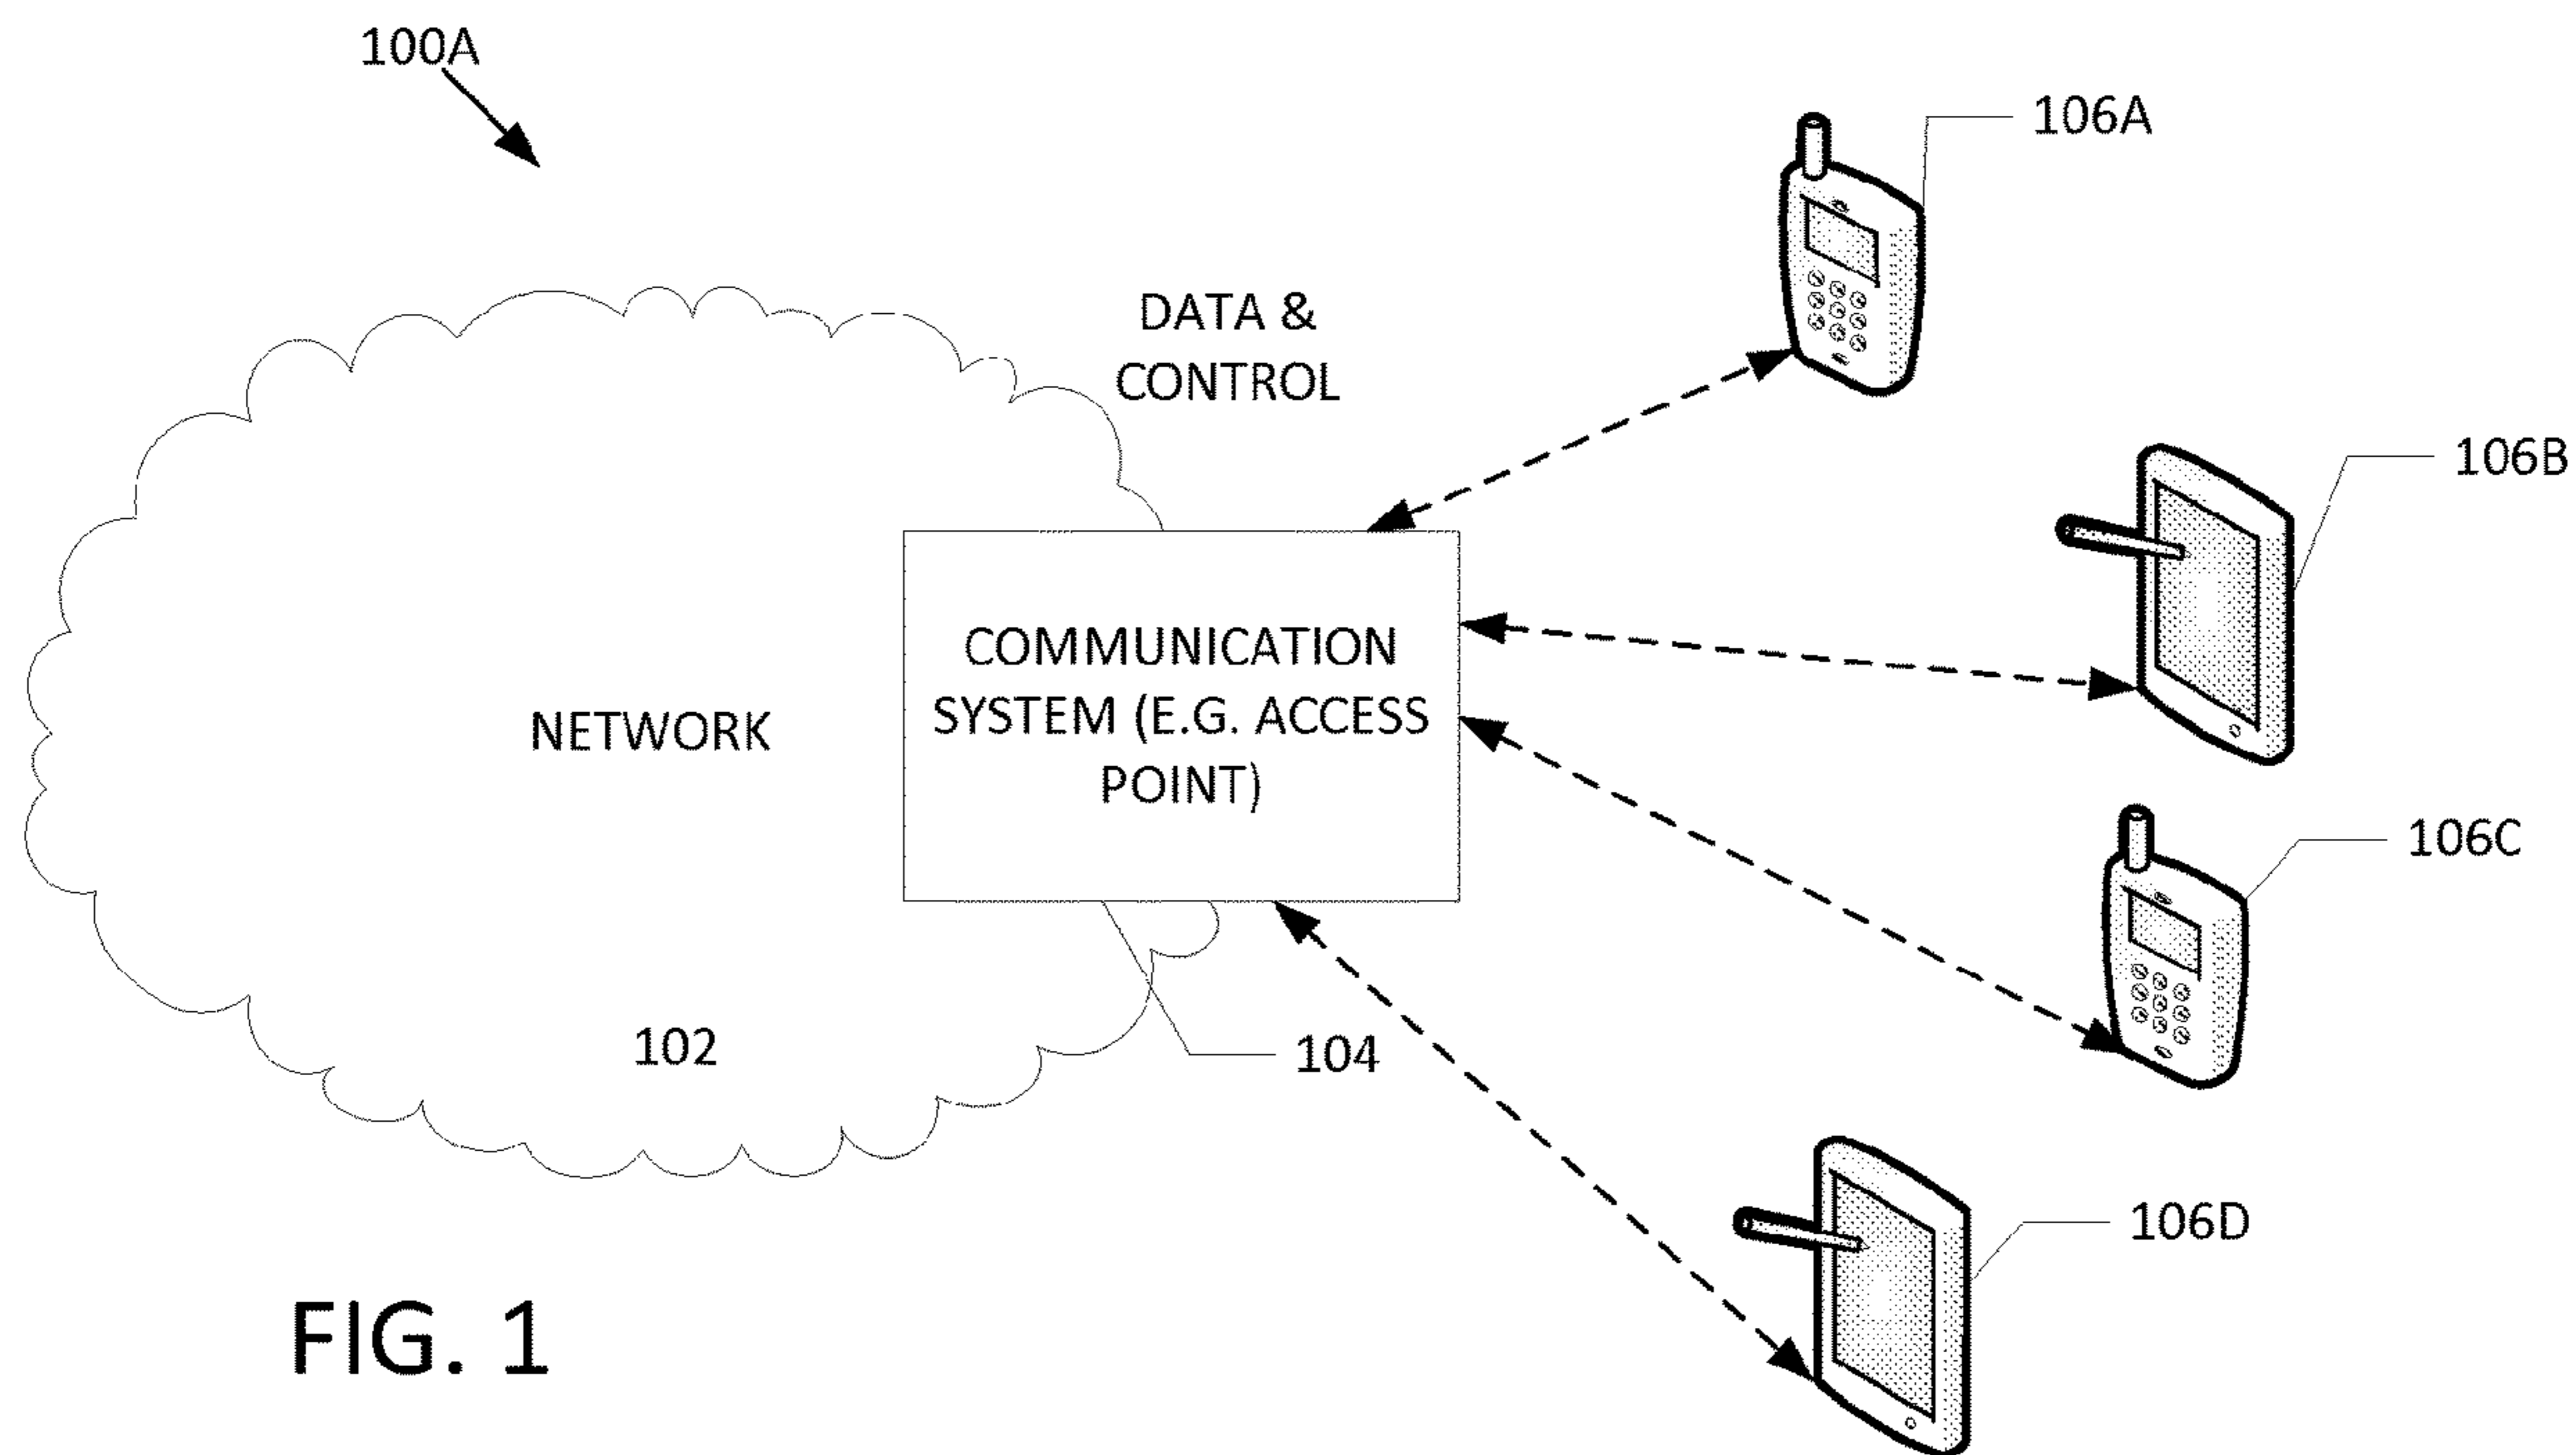 100A
106A
DATA &
CONTROL
106B
COMMUNICATION
SYSTEM (E.G. ACCESS
POINT)
NETWORK
106C
102
104
106D
FIG. 1